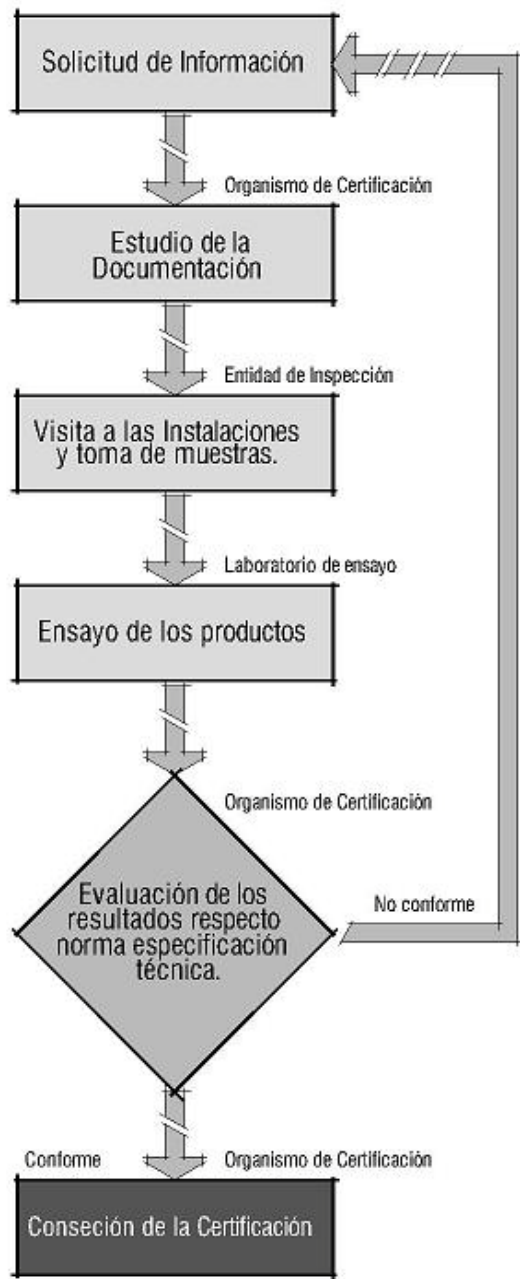 Solicitud de Información
Organismo de Certificación
Estudio de la
Documentación
Entidad de Inspección
Visita a las Instalaciones
y toma de muestras.
Laboratorio de ensayo
Ensayo de los productos
Organismo de Certificación
Evaluación de los
resultados respecto
norma especificación
técnica.
No conforme
Conforme
Organismo de Certificación
Conseción de la Certificación